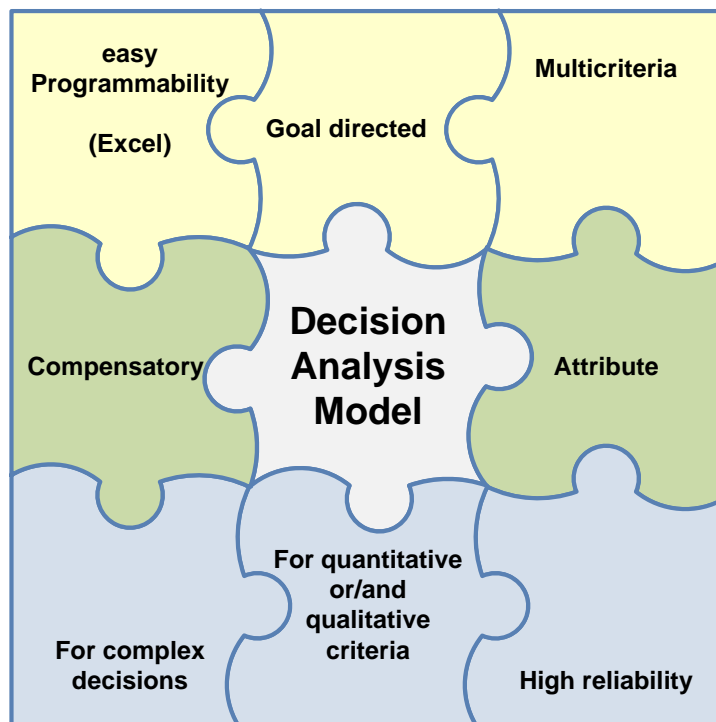 easy
Programmability
(Excel)
Goal directed
Multicriteria
Compensatory
Decision
Analysis
Model
Attribute
For complex
decisions
For quantitative
or/and
qualitative
criteria
High reliability